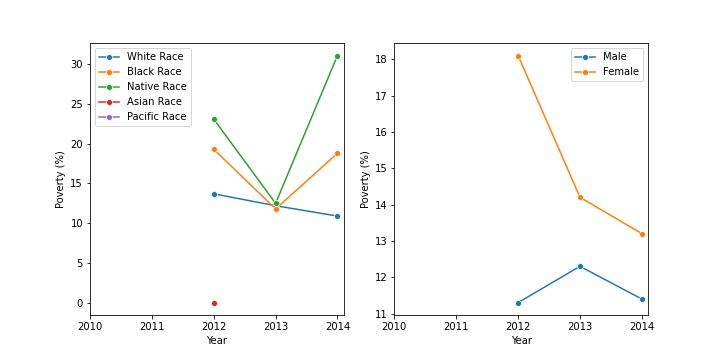 White Race
Black Race
Native Race
Asian Race
Pacific Race
30
25
20
15
10
5
0
Poverty (%)
2010 2011 2012 2013 2014
Year
Male
Female
18
17
16
15
14
13
12
11
Poverty (%)
2010 2011 2012 2013 2014
Year